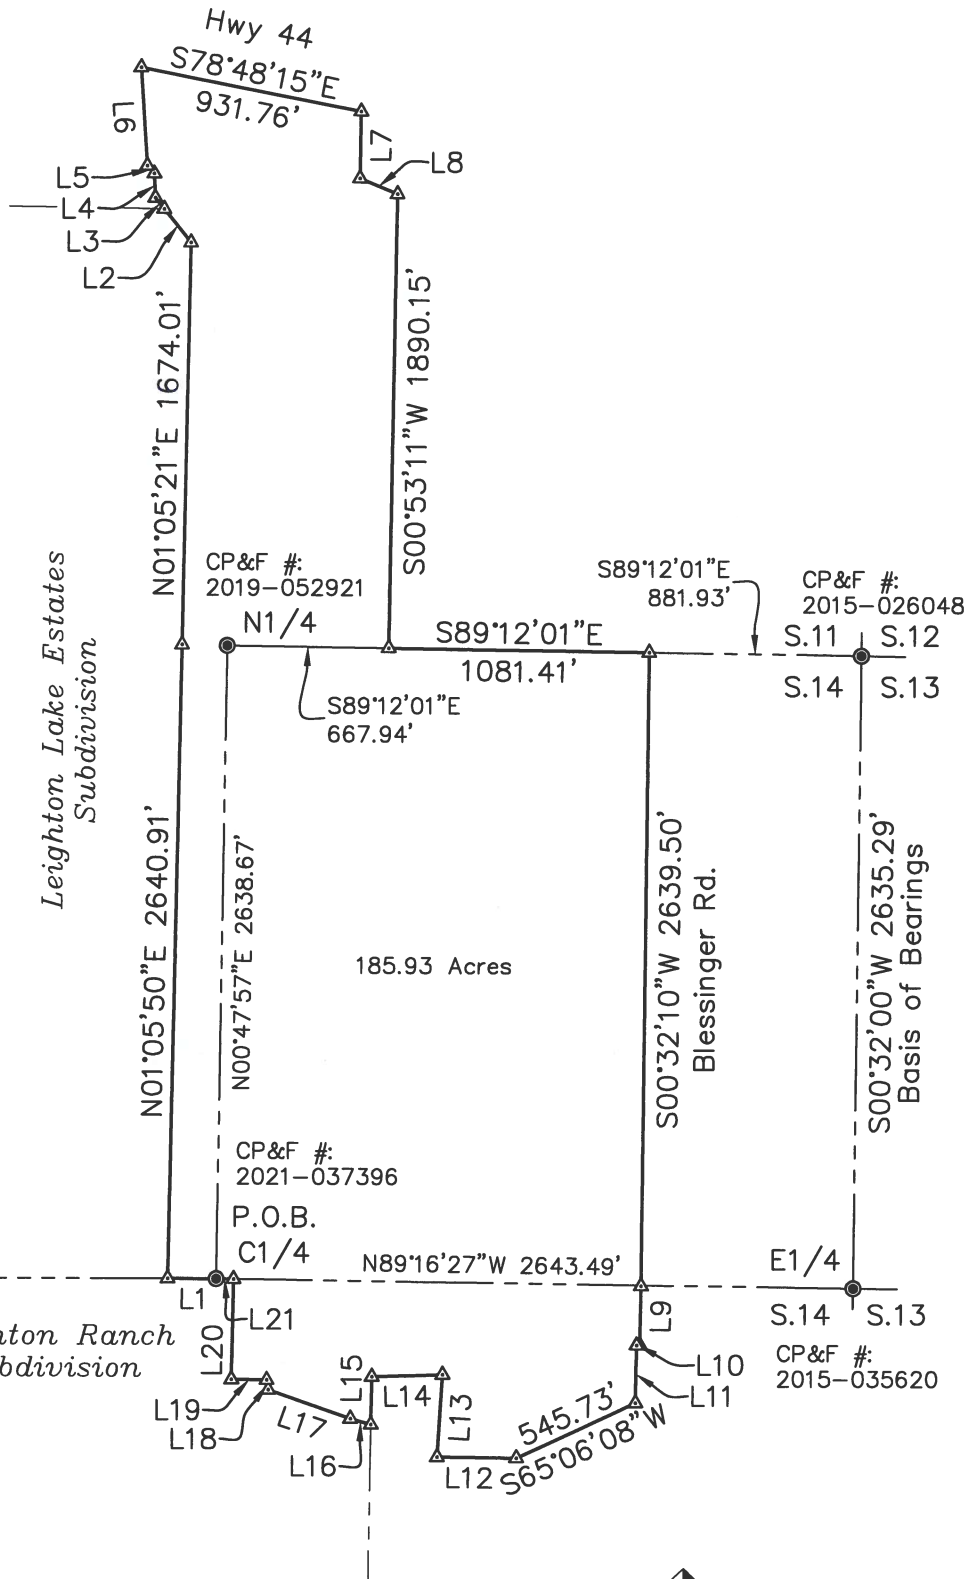 Hwy 44
S78°48'15"E
931.76'
L6
L7
L8
L5
L4
L3
L2
N01°05'21"E 1674.01'
S00°53'11"W 1890.15'
CP&F #:
2019-052921
N1/4
S89°12'01"E
1081.41'
S89°12'01"E
881.93'
CP&F #:
2015-026048
S.11 S.12
S.14 S.13
S89°12'01"E
667.94'
Leighton Lake Estates
Subdivision
N01°05'50"E 2640.91'
N00°47'57"E 2638.67'
185.93 Acres
S00°32'10"W 2639.50'
Blessinger Rd.
S00°32'00"W 2635.29'
Basis of Bearings
CP&F #:
2021-037396
P.O.B.
C1/4
N89°16'27"W 2643.49'
E1/4
S.14 S.13
CP&F #:
2015-035620
L1
L21
L20
nton Ranch
bdivision
L9
L10
L11
L15
L14
L13
L19
L18
L17
L16
L12
545.73'
S65°06'08"W